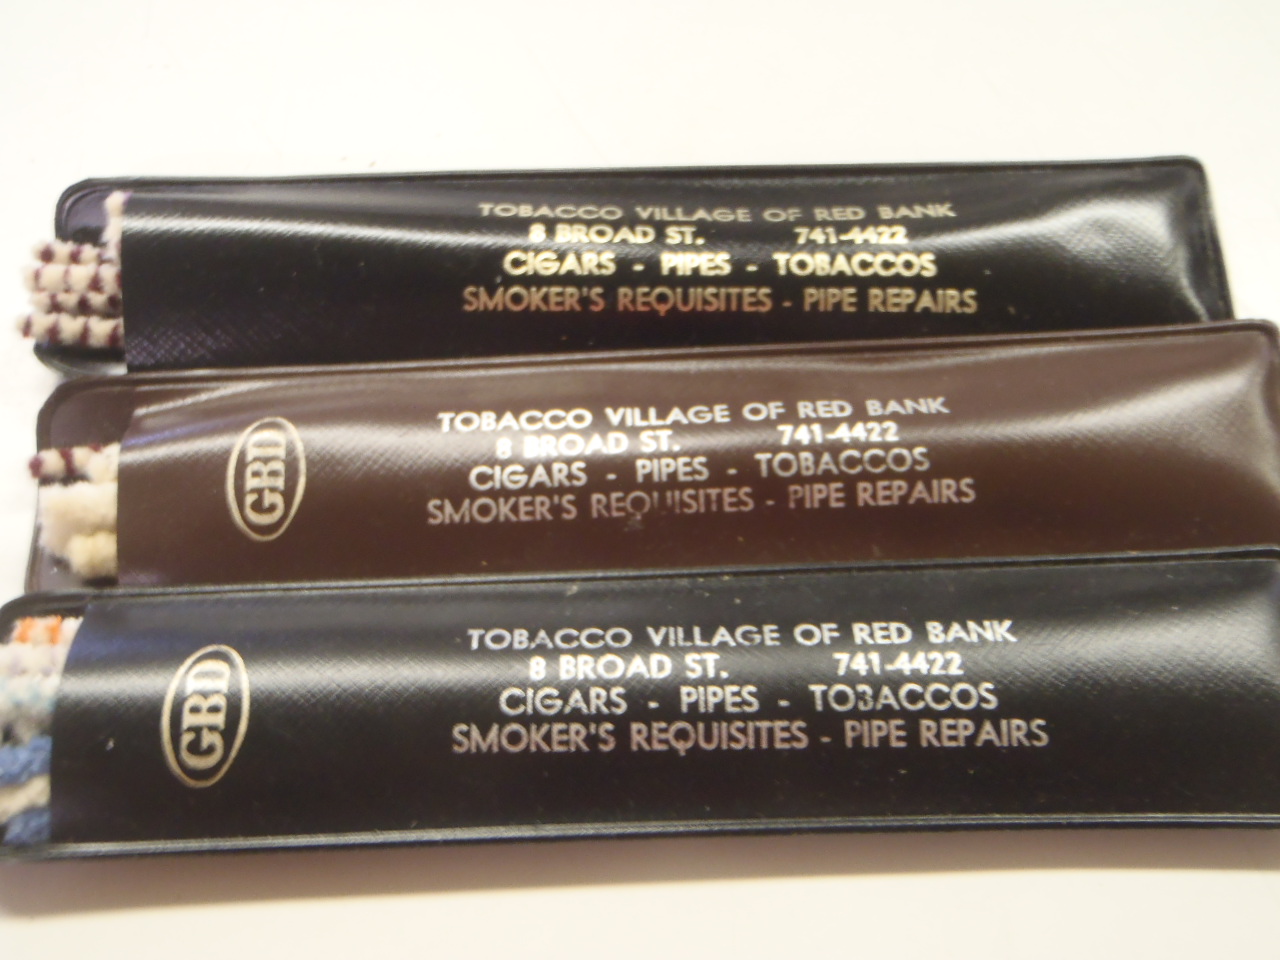 TOBACCO VILLAGE OF RED BANK
8 BROAD ST. 741-4422
CIGARS - PIPES - TOBACCOS
SMOKER'S REQUISITES - PIPE REPAIRS
GBD
TOBACCO VILLAGE OF RED BANK
8 BROAD ST. 741-4422
CIGARS - PIPES - TOBACCOS
SMOKER'S REQUISITES - PIPE REPAIRS
GBD
TOBACCO VILLAGE OF RED BANK
8 BROAD ST. 741-4422
CIGARS - PIPES - TOBACCOS
SMOKER'S REQUISITES - PIPE REPAIRS